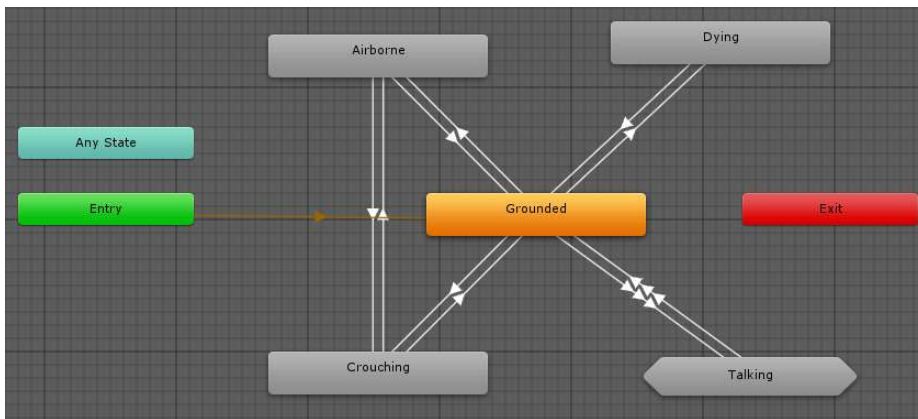 Airborne
Dying
Any State
Entry
Grounded
Exit
Crouching
Talking